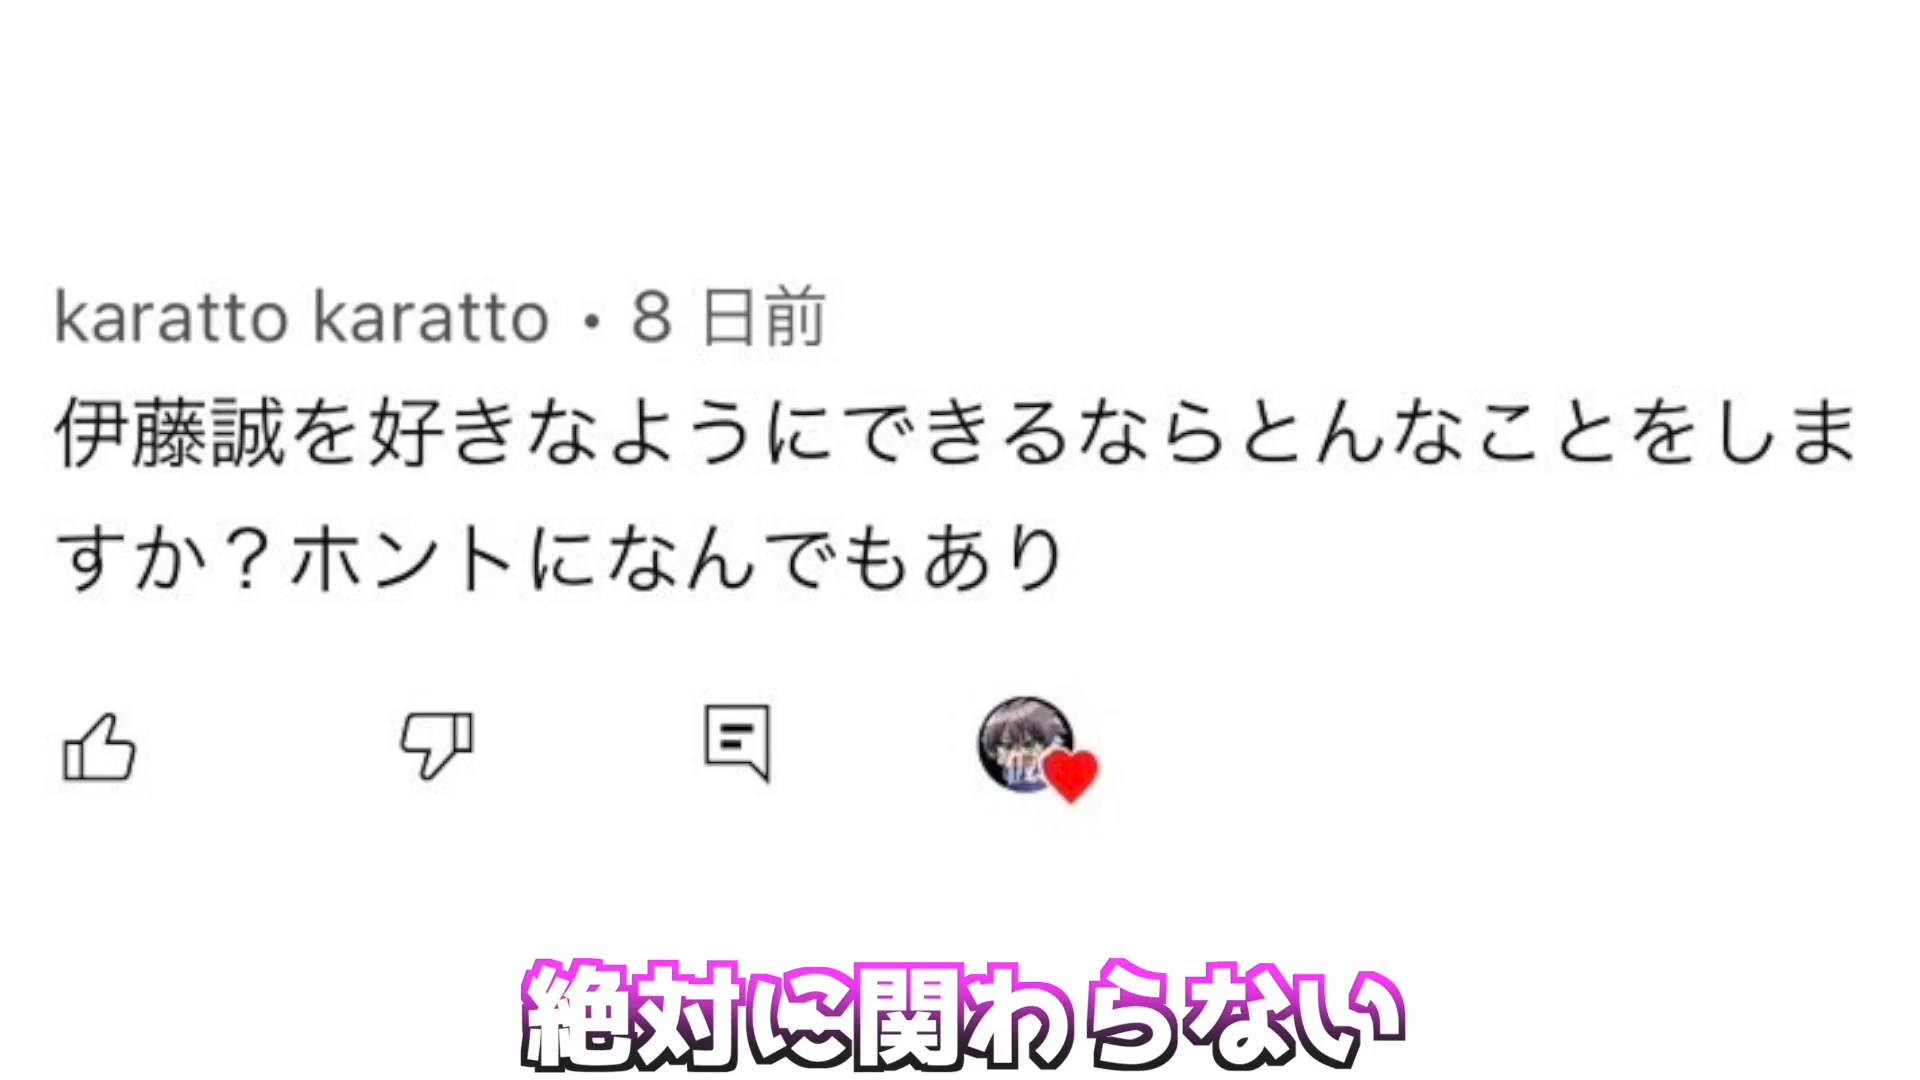 karatto karatto • 8 日前
伊藤誠を好きなようにできるならとんなことをしま
すか？ホントになんでもあり
絶対に関わらない